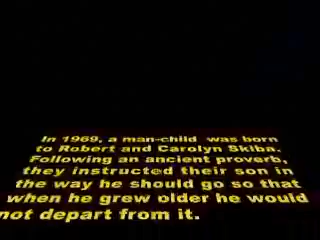 In 1969, a man-child was born
to Robert and Carolyn Skiba.
Following an ancient proverb,
they instructed their son in
the way he should go so that
when he grew older he would
not depart from it.